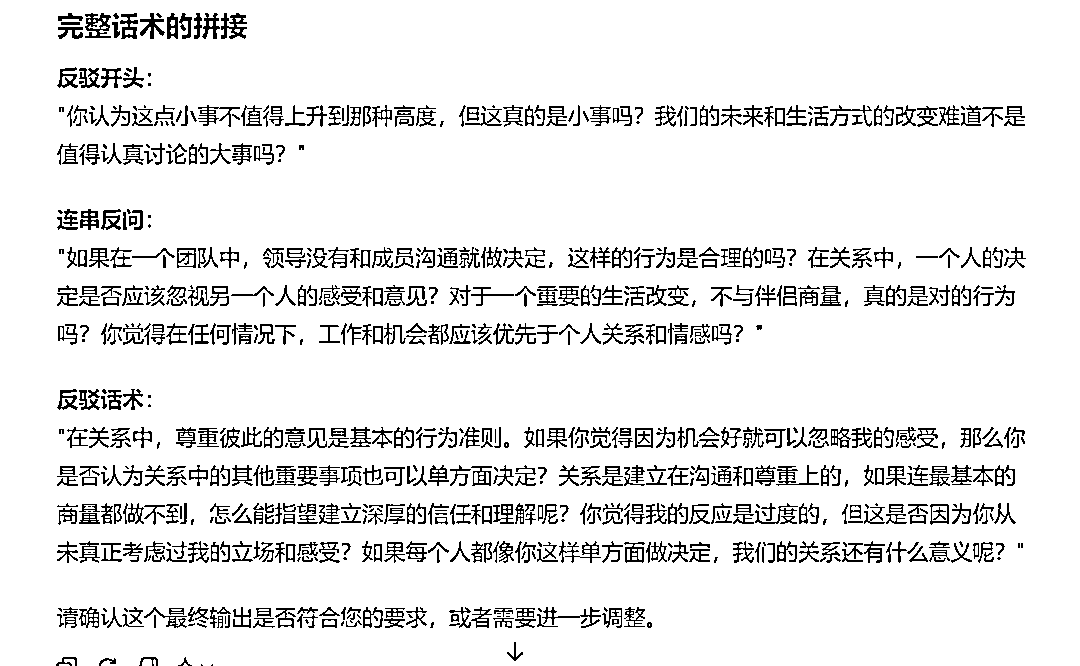 完整话术的拼接
反驳开头：
"你认为这点小事不值得上升到那种高度，但这真的是小事吗？我们的未来和生活方式的改变难道不是
值得认真讨论的大事吗？"
连串反问：
"如果在一个团队中，领导没有和成员沟通就做决定，这样的行为是合理的吗？在关系中，一个人的决
定是否应该忽视另一个人的感受和意见？对于一个重要的生活改变，不与伴侣商量，真的是对的行为
吗？你觉得在任何情况下，工作和机会都应该优先于个人关系和情感吗？"
反驳话术：
"在关系中，尊重彼此的意见是基本的行为准则。如果你觉得因为机会好就可以忽略我的感受，那么你
是否认为关系中的其他重要事项也可以单方面决定？关系是建立在沟通和尊重上的，如果连最基本的
商量都做不到，怎么能指望建立深厚的信任和理解呢？你觉得我的反应是过度的，但这是否因为你从
未真正考虑过我的立场和感受？如果每个人都像你这样单方面做决定，我们的关系还有什么意义呢？"
请确认这个最终输出是否符合您的要求，或者需要进一步调整。